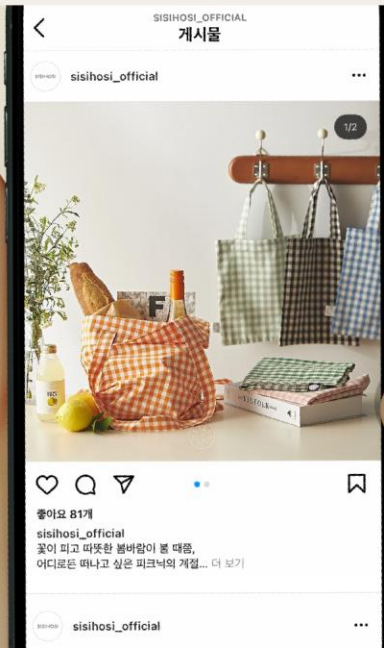 SISIHOSI_OFFICIAL
게시물
sisihosi_official
1/2
좋아요 81개
sisihosi_official
꽃이 피고 따뜻한 봄바람이 불 때쯤,
어디로든 떠나고 싶은 피크닉의 계절... 더 보기
sisihosi_official